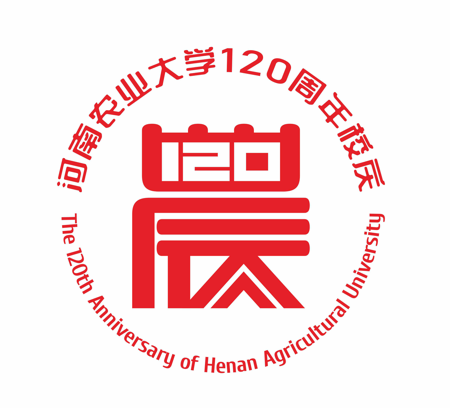 河南农业大学120周年校庆
120
The 120th Anniversary of Henan Agricultural University